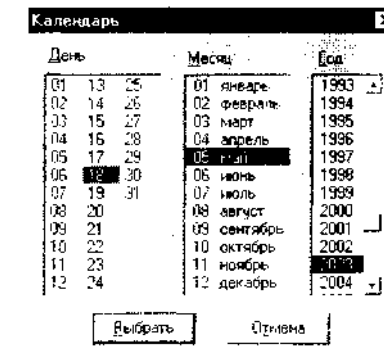 Календарь
День Месяц Год
01 13 25 01 январь 1993
02 14 26 02 февраль 1994
03 15 27 03 март 1995
04 16 28 04 апрель 1996
05 17 29 05 май 1997
06 18 30 06 июнь 1998
07 19 31 07 июль 1999
08 20 08 август 2000
09 21 09 сентябрь 2001
10 22 10 октябрь 2002
11 23 11 ноябрь 2003
12 24 12 декабрь 2004
Выбрать Отмена